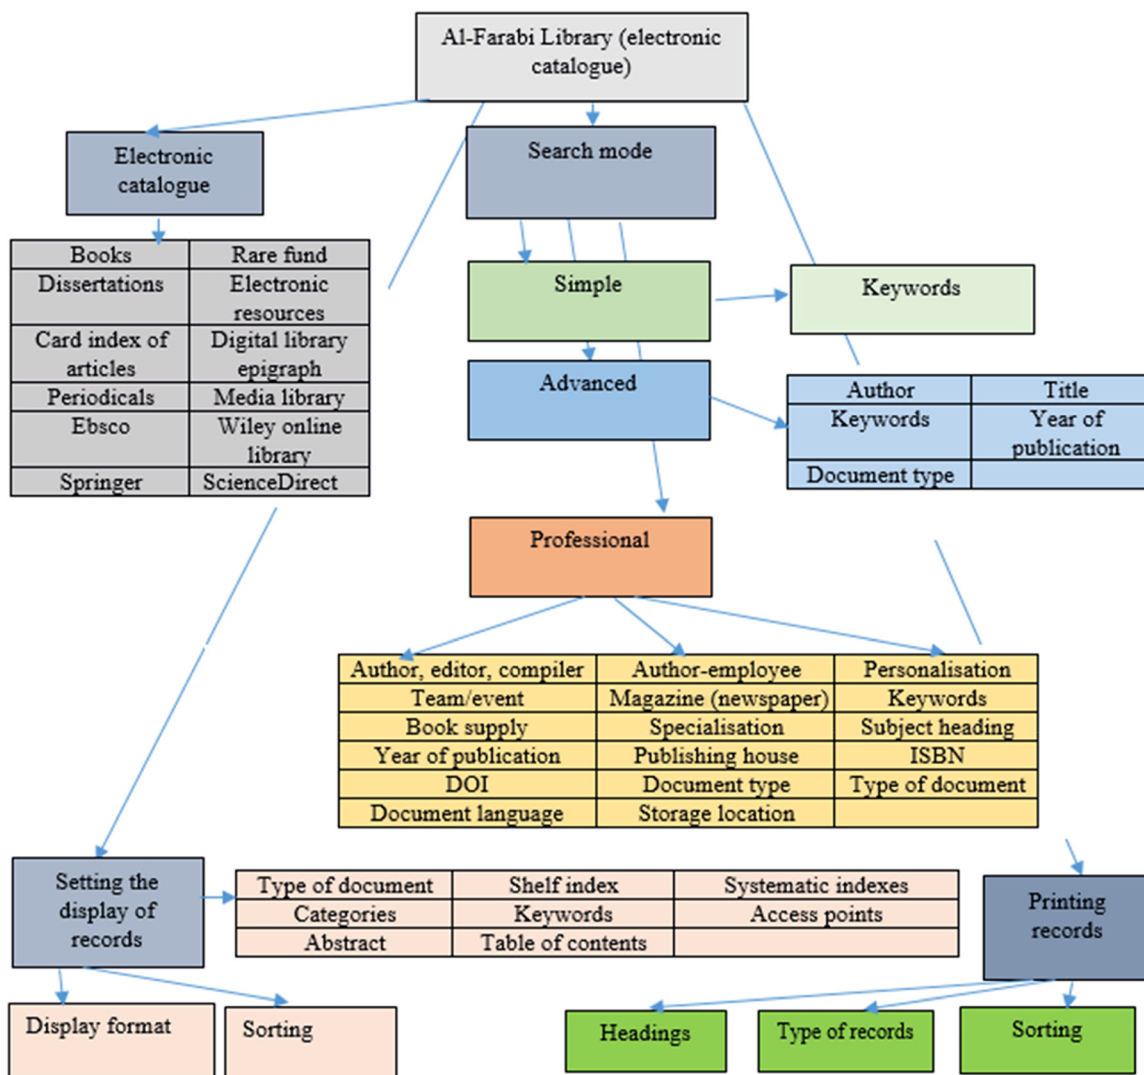 Al-Farabi Library (electronic
catalogue)
Electronic
catalogue
Search mode
Books
Rare fund
Dissertations
Electronic
resources
Card index of
articles
Digital library
epigraph
Periodicals
Media library
Ebsco
Wiley online
library
Springer
ScienceDirect
Simple
Keywords
Advanced
Author
Title
Keywords
Year of
publication
Document type
Professional
Author, editor, compiler
Author-employee
Personalisation
Team/event
Magazine (newspaper)
Keywords
Book supply
Specialisation
Subject heading
Year of publication
Publishing house
ISBN
DOI
Document type
Type of document
Document language
Storage location
Setting the
display of
records
Type of document
Shelf index
Systematic indexes
Categories
Keywords
Access points
Abstract
Table of contents
Printing
records
Display format
Sorting
Headings
Type of records
Sorting